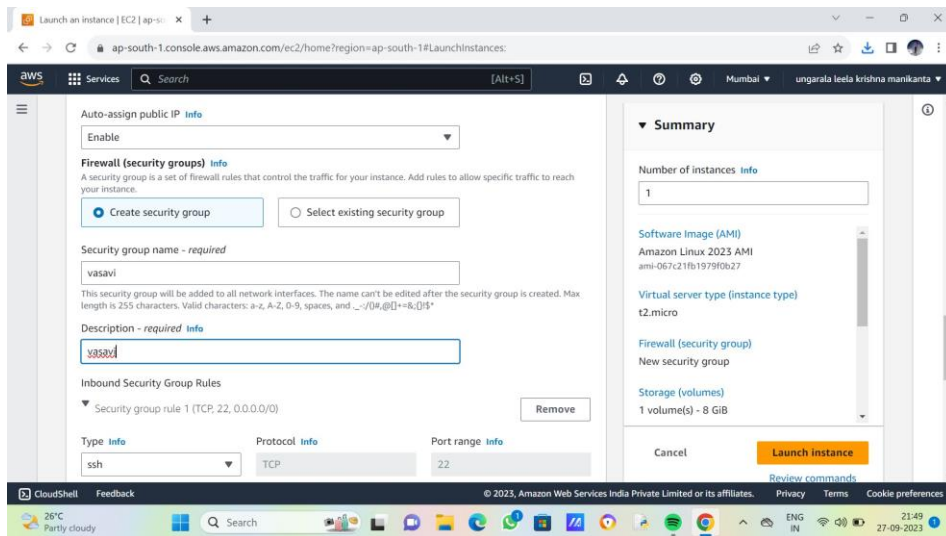 Launch an instance | EC2 | ap-so
ap-south-1.console.aws.amazon.com/ec2/home?region=ap-south-1#LaunchInstances:
aws Services Search [Alt+S] Mumbai ungarala leela krishna manikanta
Auto-assign public IP Info
Enable
Firewall (security groups) Info
A security group is a set of firewall rules that control the traffic for your instance. Add rules to allow specific traffic to reach
your instance.
Create security group Select existing security group
Security group name - required
vasavi
This security group will be added to all network interfaces. The name can't be edited after the security group is created. Max
length is 255 characters. Valid characters: a-z, A-Z, 0-9, spaces, and ._-:/()#,@[]+=&;{}!$*
Description - required Info
vasavi
Inbound Security Group Rules
Security group rule 1 (TCP, 22, 0.0.0.0/0) Remove
Type Info Protocol Info Port range Info
ssh TCP 22
Summary
Number of instances Info
1
Software Image (AMI)
Amazon Linux 2023 AMI
ami-067c21fb1979f0b27
Virtual server type (instance type)
t2.micro
Firewall (security group)
New security group
Storage (volumes)
1 volume(s) - 8 GiB
Cancel Launch instance
Review commands
CloudShell Feedback © 2023, Amazon Web Services India Private Limited or its affiliates. Privacy Terms Cookie preferences
26°C
Partly cloudy
Search
ENG
IN
21:49
27-09-2023